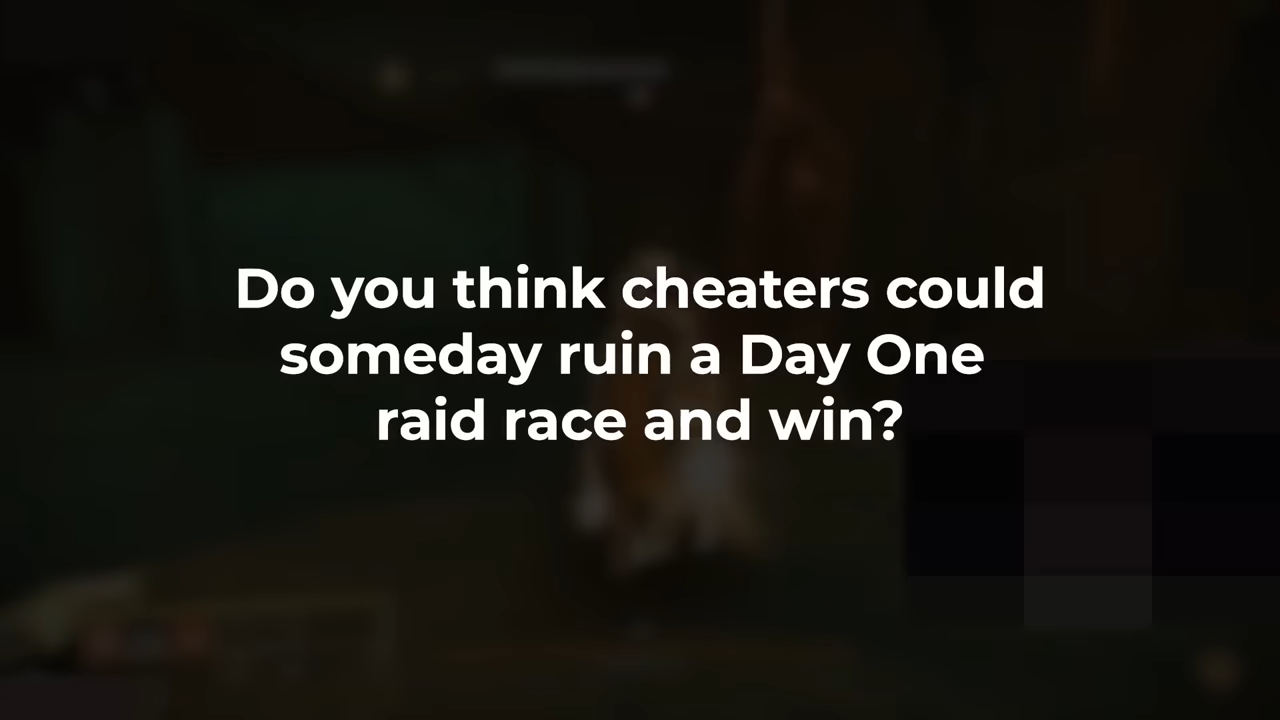 Do you think cheaters could
someday ruin a Day One
raid race and win?